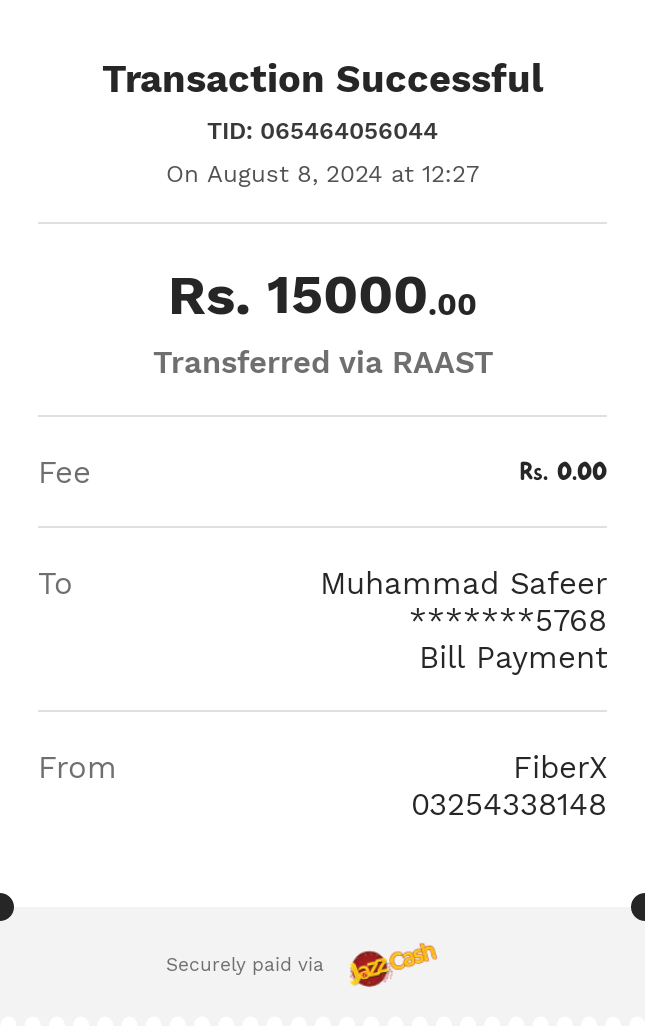 Transaction Successful
TID: 065464056044
On August 8, 2024 at 12:27
Rs. 15000.00
Transferred via RAAST
Fee Rs. 0.00
To Muhammad Safeer
*******5768
Bill Payment
From FiberX
03254338148
Securely paid via JazzCash